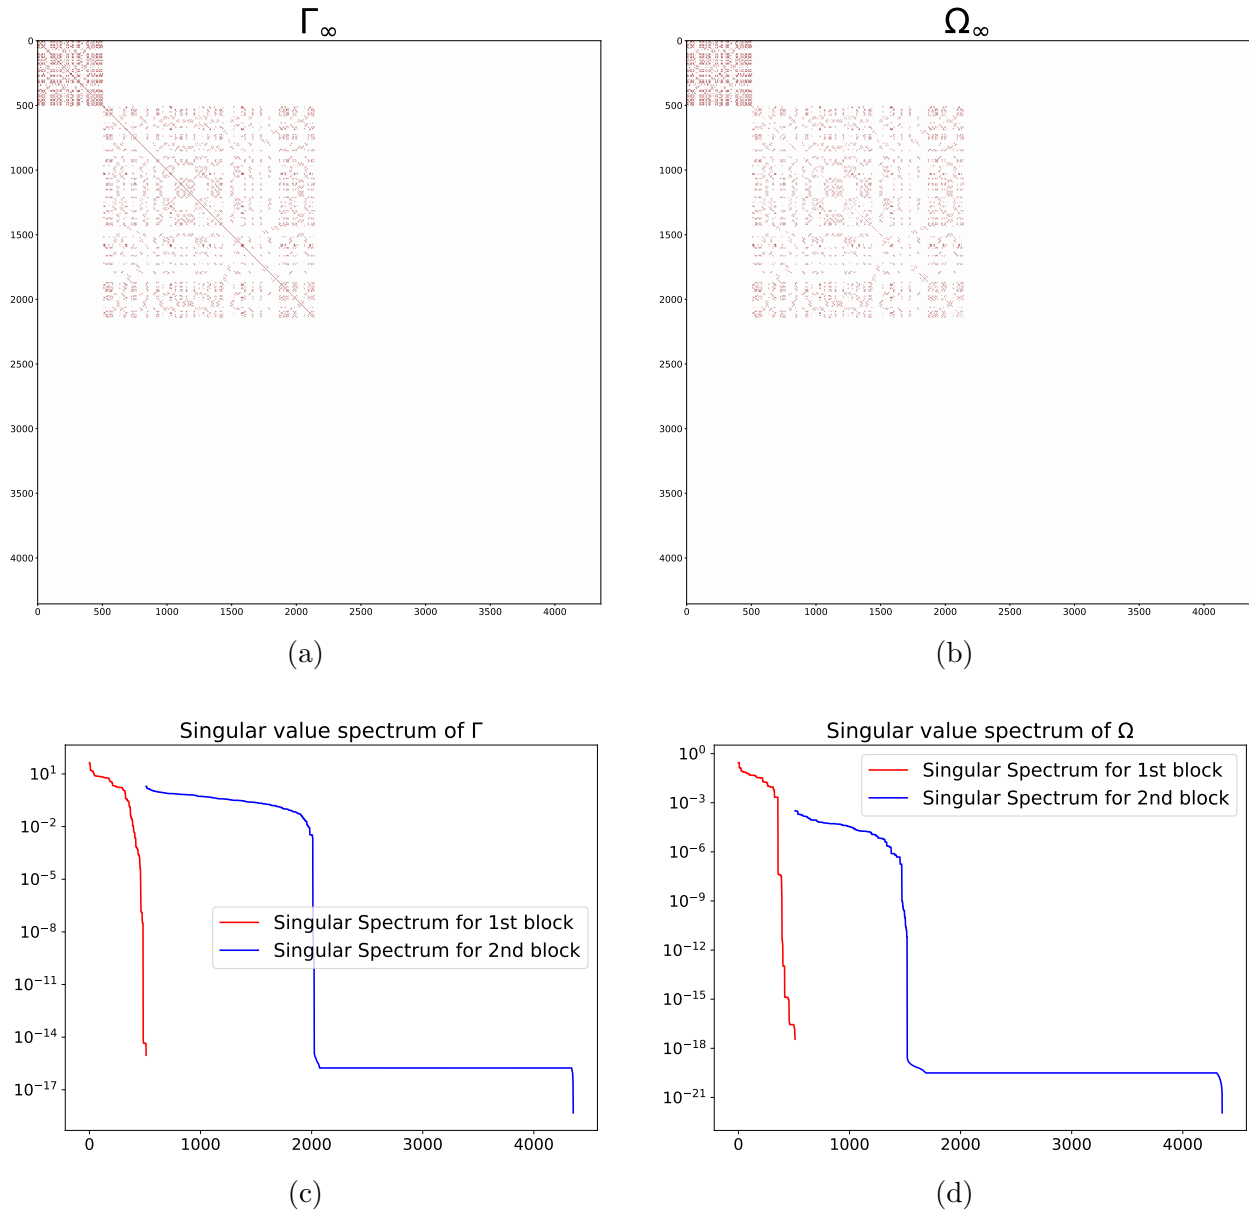 Γ∞
0
500
1000
1500
2000
2500
3000
3500
4000
0 500 1000 1500 2000 2500 3000 3500 4000
(a)
Ω∞
0
500
1000
1500
2000
2500
3000
3500
4000
0 500 1000 1500 2000 2500 3000 3500 4000
(b)
Singular value spectrum of Γ
10^1
10^-2
10^-5
10^-8
10^-11
10^-14
10^-17
Singular Spectrum for 1st block
Singular Spectrum for 2nd block
0 1000 2000 3000 4000
(c)
Singular value spectrum of Ω
10^0
10^-3
10^-6
10^-9
10^-12
10^-15
10^-18
10^-21
Singular Spectrum for 1st block
Singular Spectrum for 2nd block
0 1000 2000 3000 4000
(d)